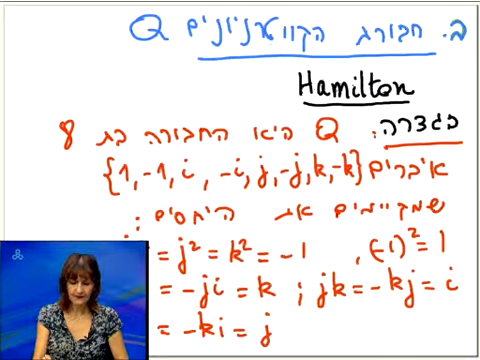 ב. חבורת הקווטרניונים Q
Hamilton
הגדרה: Q היא החבורה בת 8
איברים {1, -1, i, -i, j, -j, k, -k}
שמקיימים את היחסים:
= j² = k² = -1 , (-1)² = 1
= -ji = k ; jk = -kj = i
= -ki = j